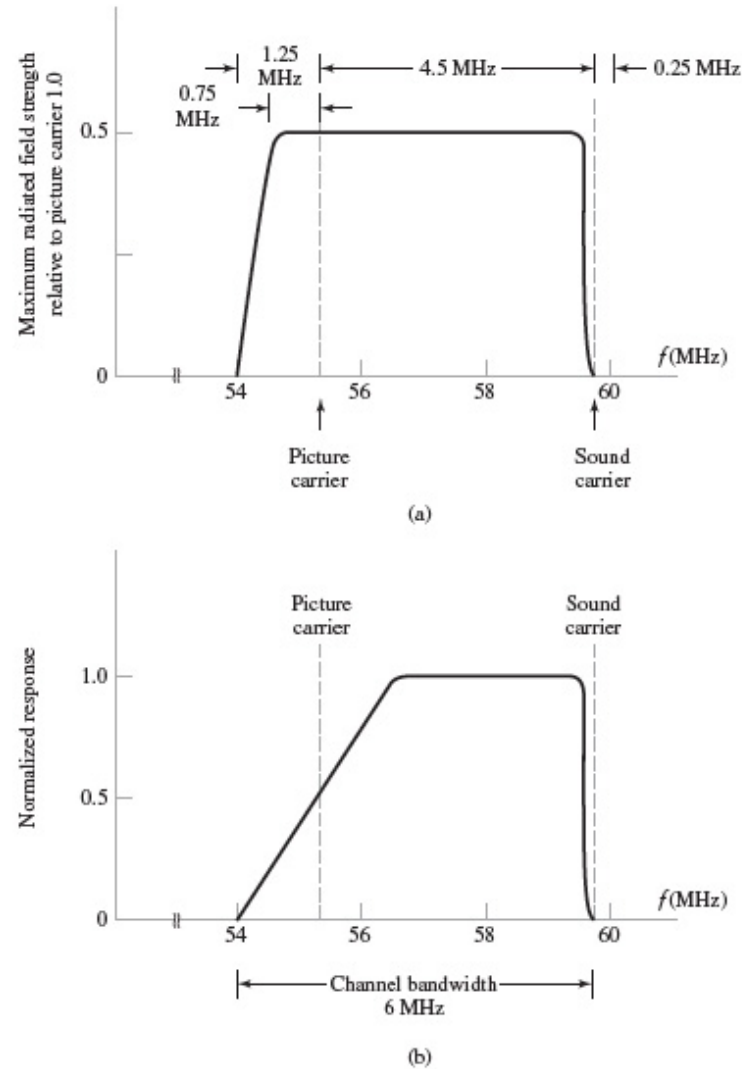 Maximum radiated field strength
relative to picture carrier 1.0
1.25
MHz
4.5 MHz
0.25 MHz
0.75
MHz
0.5
0
f(MHz)
54
56
58
60
Picture
carrier
Sound
carrier
(a)
Normalized response
Picture
carrier
Sound
carrier
1.0
0.5
0
f(MHz)
54
56
58
60
Channel bandwidth
6 MHz
(b)